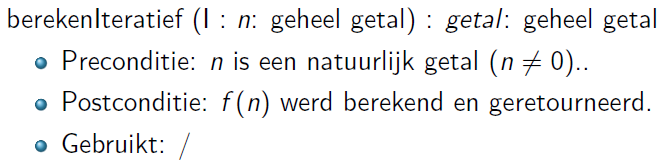 berekenIteratief (I : n: geheel getal) : getal: geheel getal
Preconditie: n is een natuurlijk getal (n ≠ 0)..
Postconditie: f(n) werd berekend en geretourneerd.
Gebruikt: /